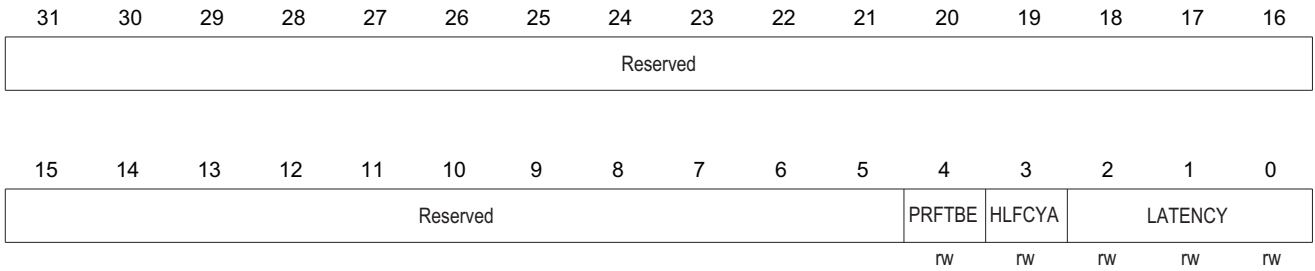 31 30 29 28 27 26 25 24 23 22 21 20 19 18 17 16
Reserved
15 14 13 12 11 10 9 8 7 6 5 4 3 2 1 0
Reserved PRFTBE HLFCYA LATENCY
rw rw rw rw rw